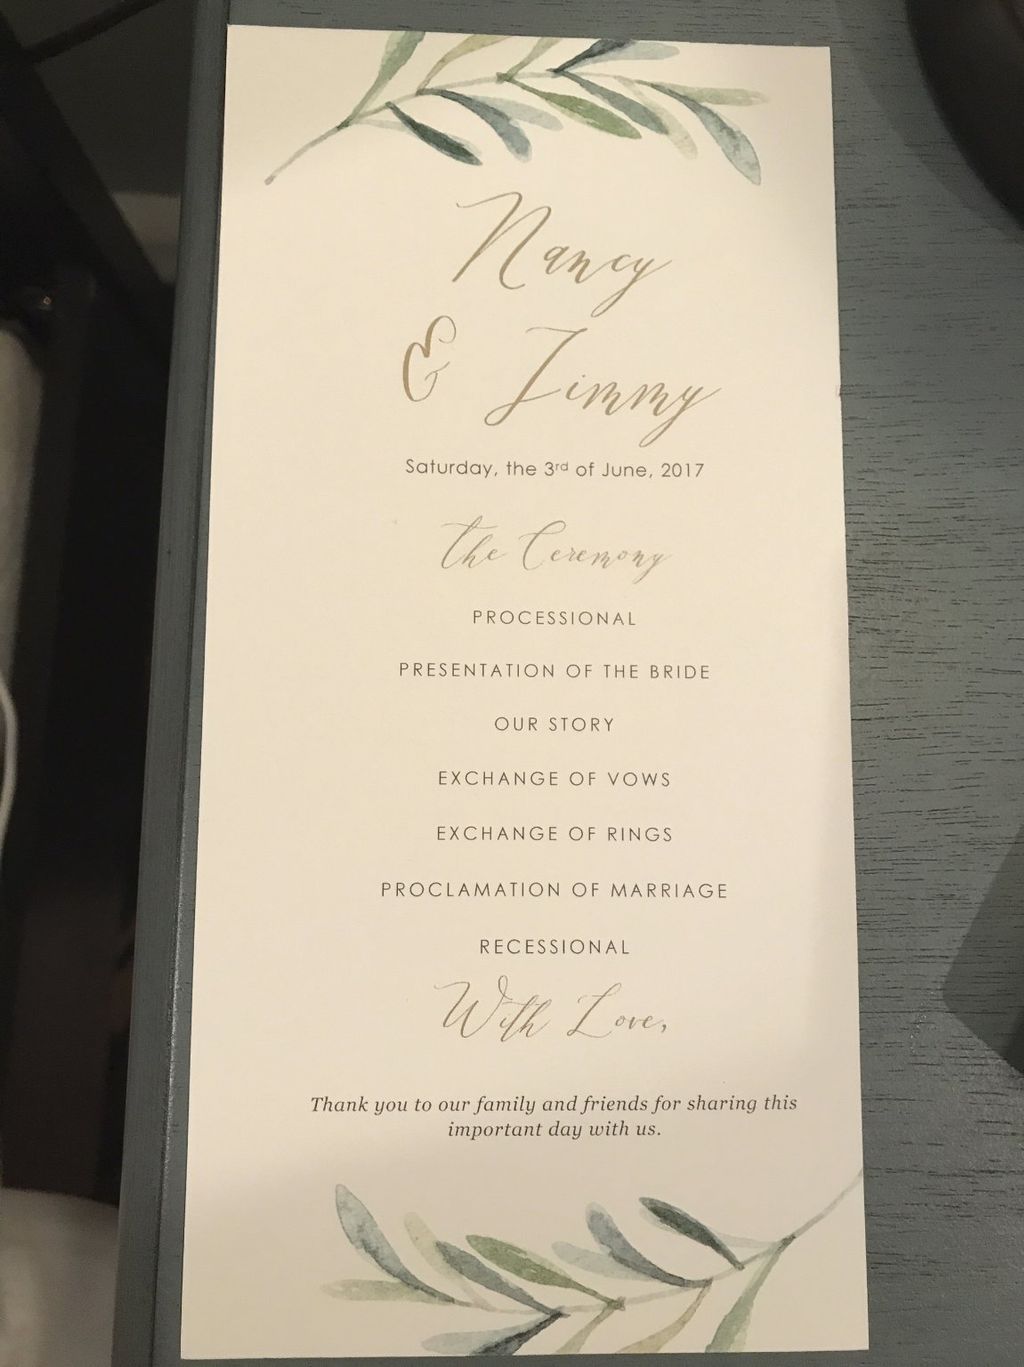 Nancy
& Jimmy
Saturday, the 3rd of June, 2017
the Ceremony
PROCESSIONAL
PRESENTATION OF THE BRIDE
OUR STORY
EXCHANGE OF VOWS
EXCHANGE OF RINGS
PROCLAMATION OF MARRIAGE
RECESSIONAL
With Love,
Thank you to our family and friends for sharing this
important day with us.